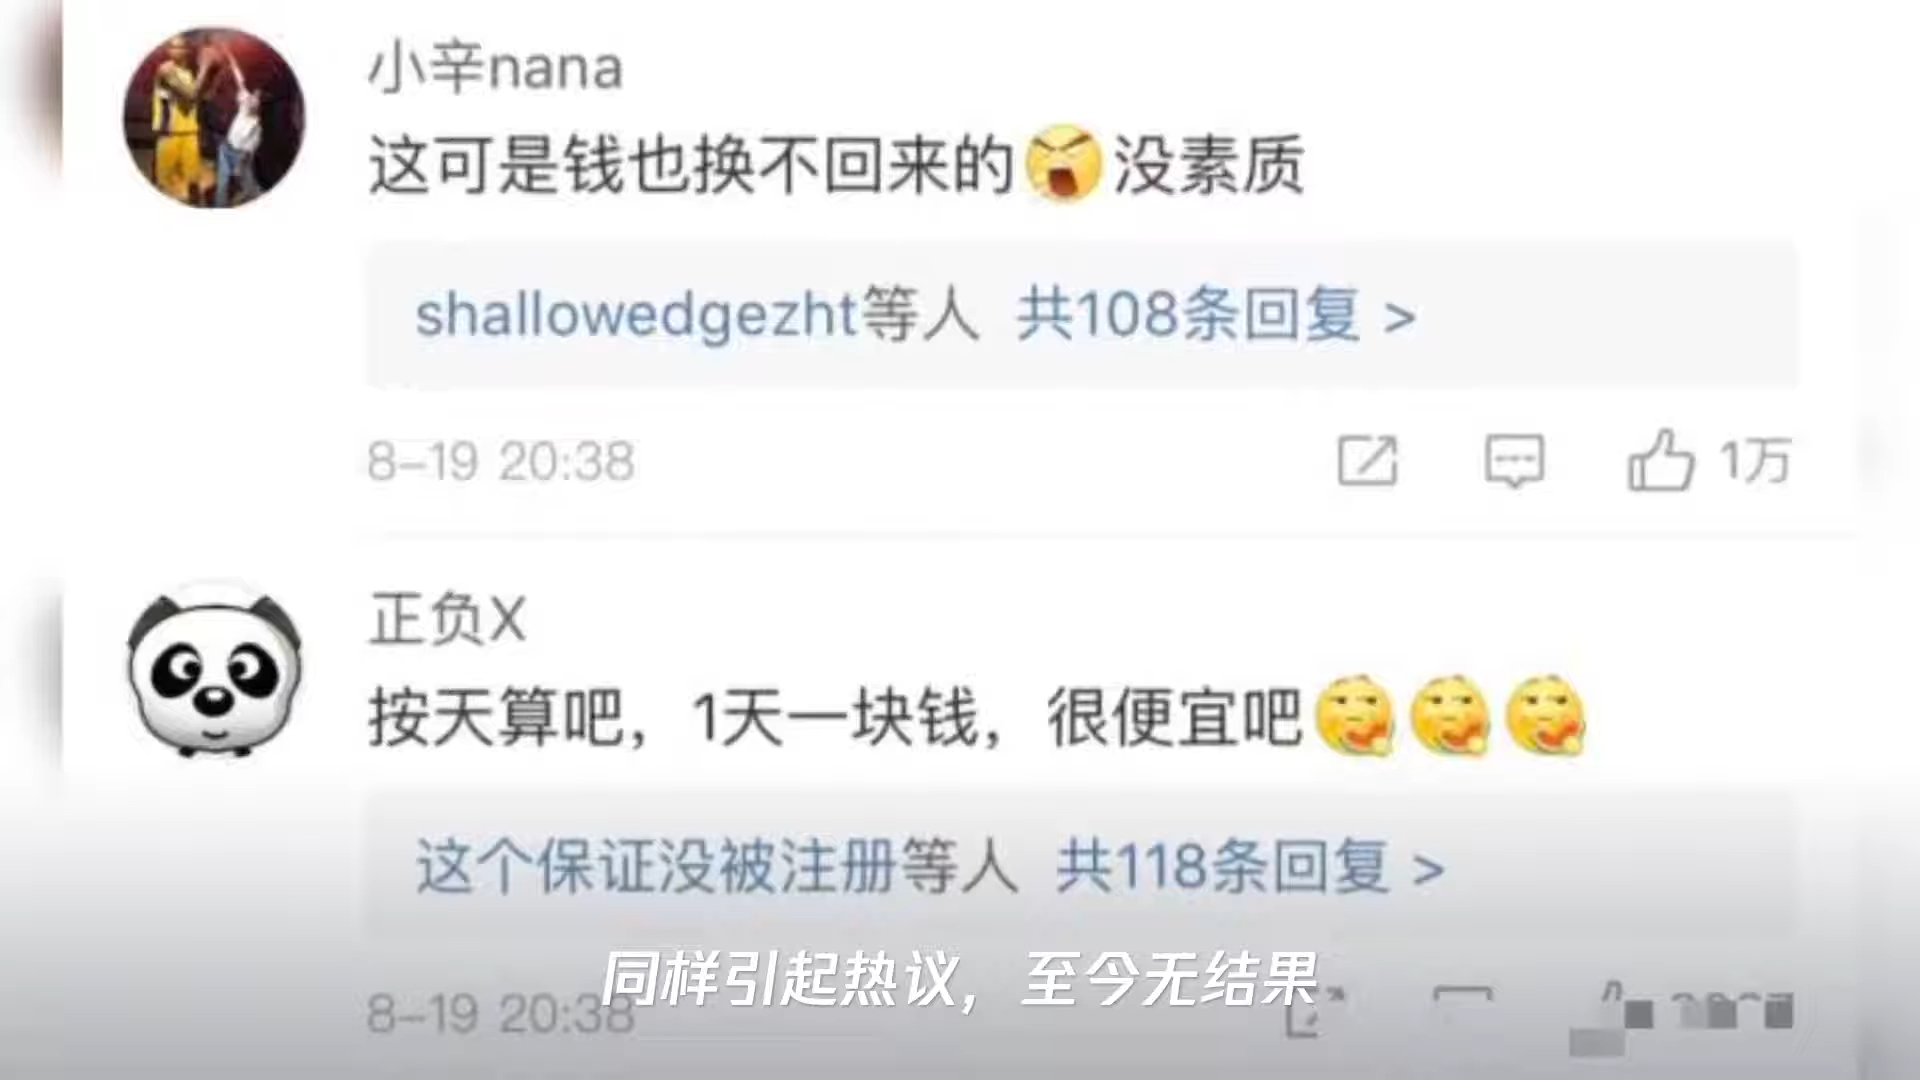 小辛nana
这可是钱也换不回来的没素质
shallowedgezht等人 共108条回复 >
8-19 20:38
1万
正负X
按天算吧，1天一块钱，很便宜吧
这个保证没被注册等人 共118条回复 >
同样引起热议，至今无结果
8-19 20:38